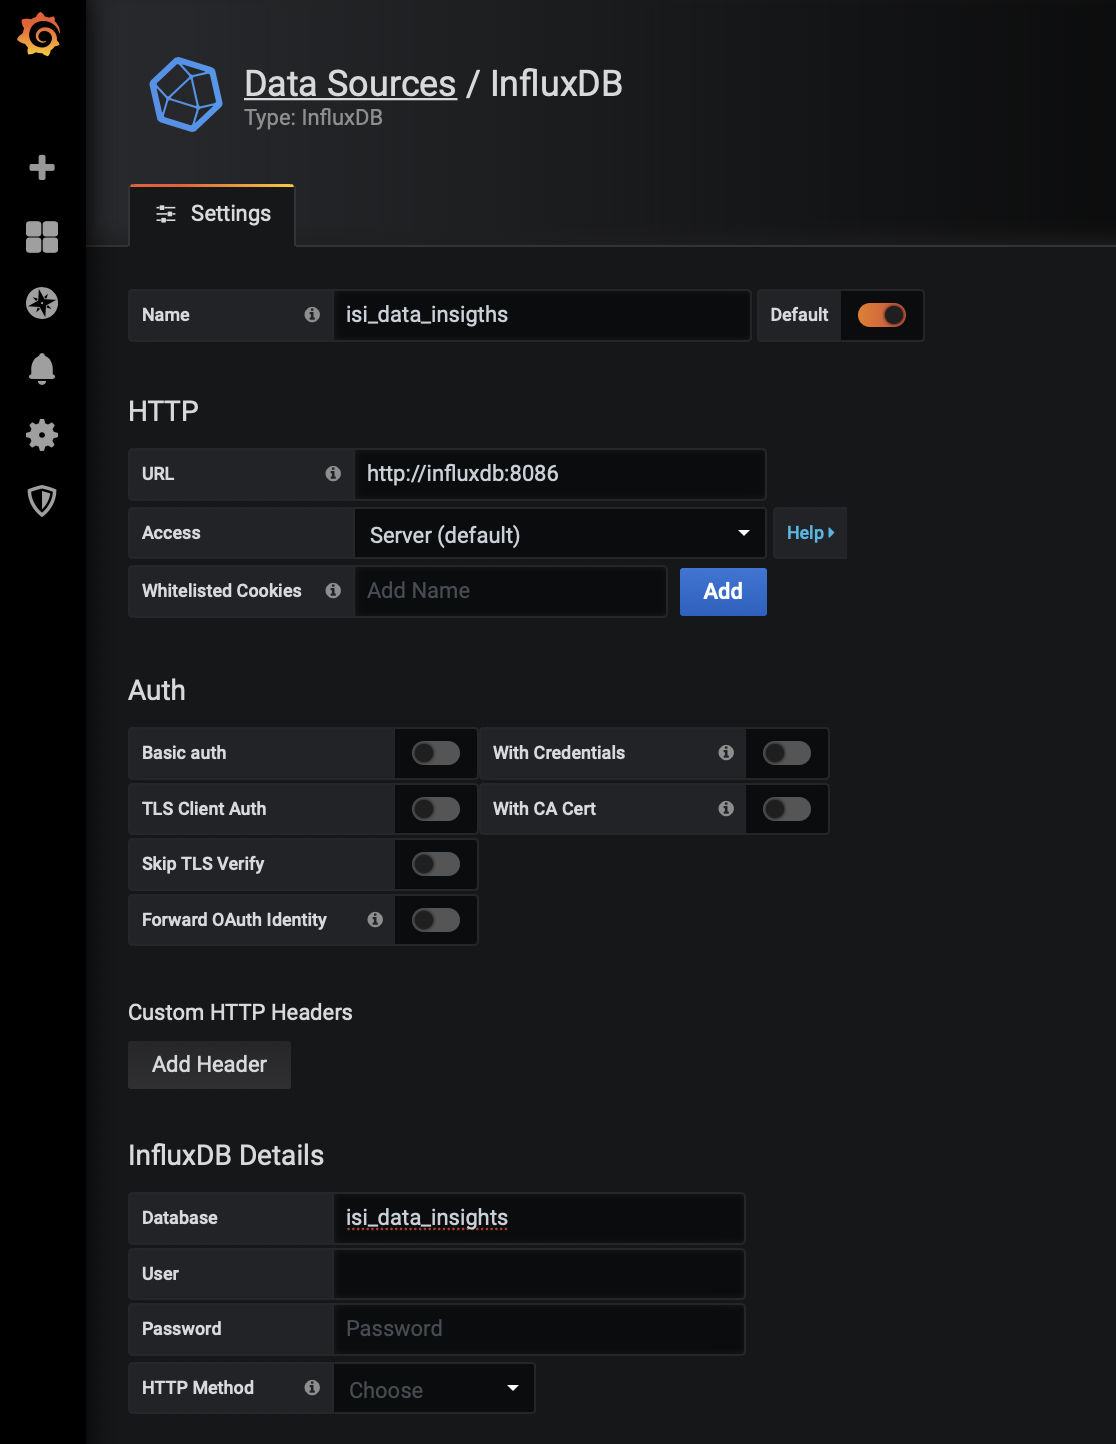 Data Sources / InfluxDB
Type: InfluxDB
Settings
Name isi_data_insigths Default
HTTP
URL http://influxdb:8086
Access Server (default) Help
Whitelisted Cookies Add Name Add
Auth
Basic auth With Credentials
TLS Client Auth With CA Cert
Skip TLS Verify
Forward OAuth Identity
Custom HTTP Headers
Add Header
InfluxDB Details
Database isi_data_insights
User
Password Password
HTTP Method Choose